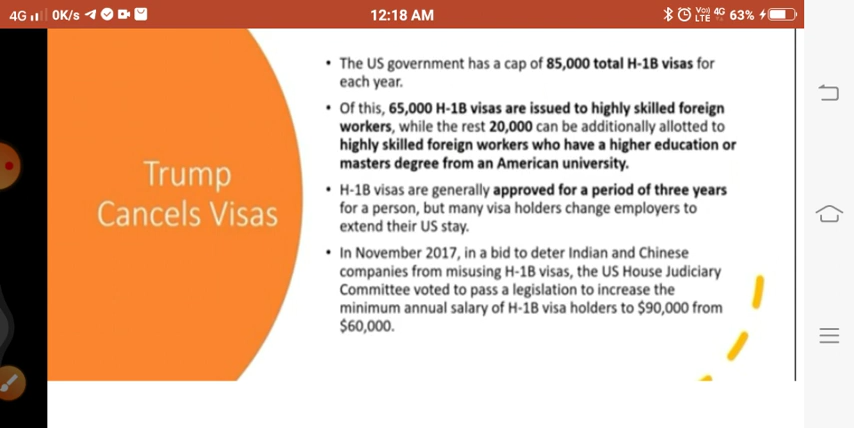 4G 0K/s 12:18 AM Vo) LTE 4G 63%
Trump
Cancels Visas
• The US government has a cap of 85,000 total H-1B visas for
each year.
• Of this, 65,000 H-1B visas are issued to highly skilled foreign
workers, while the rest 20,000 can be additionally allotted to
highly skilled foreign workers who have a higher education or
masters degree from an American university.
• H-1B visas are generally approved for a period of three years
for a person, but many visa holders change employers to
extend their US stay.
• In November 2017, in a bid to deter Indian and Chinese
companies from misusing H-1B visas, the US House Judiciary
Committee voted to pass a legislation to increase the
minimum annual salary of H-1B visa holders to $90,000 from
$60,000.